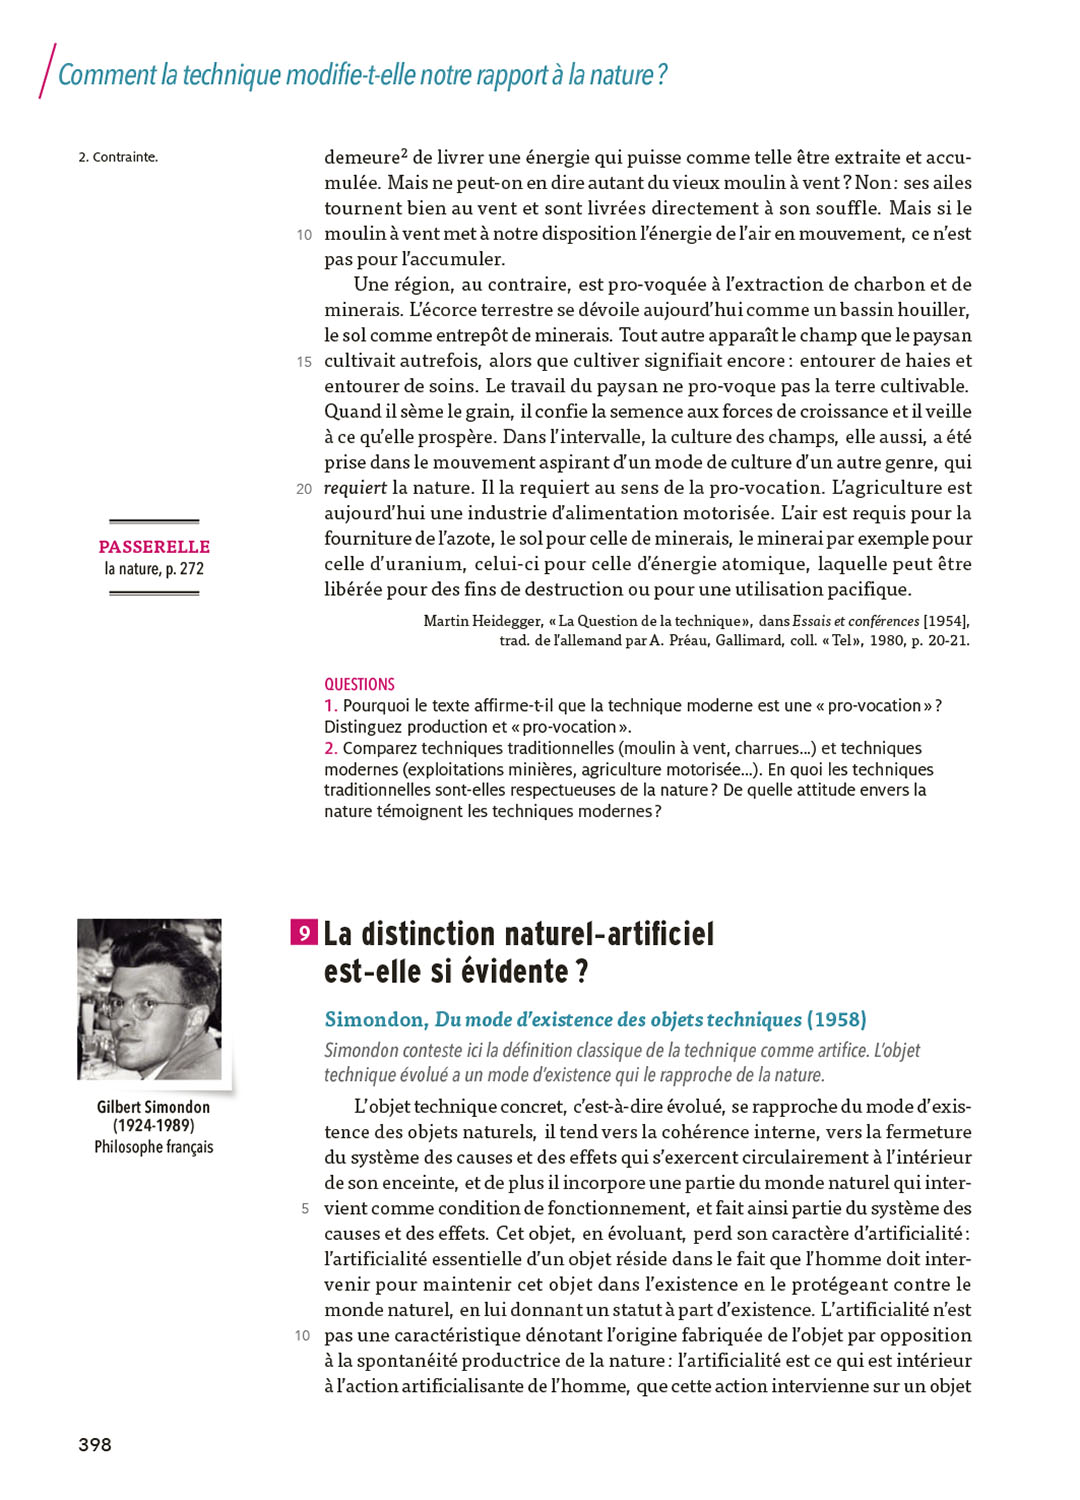 Comment la technique modifie-t-elle notre rapport à la nature ?
2. Contrainte.
demeure² de livrer une énergie qui puisse comme telle être extraite et accu-
mulée. Mais ne peut-on en dire autant du vieux moulin à vent ? Non : ses ailes
tournent bien au vent et sont livrées directement à son souffle. Mais si le
10 moulin à vent met à notre disposition l’énergie de l’air en mouvement, ce n’est
pas pour l’accumuler.
Une région, au contraire, est pro-voquée à l’extraction de charbon et de
minerais. L’écorce terrestre se dévoile aujourd’hui comme un bassin houiller,
le sol comme entrepôt de minerais. Tout autre apparaît le champ que le paysan
15 cultivait autrefois, alors que cultiver signifiait encore : entourer de haies et
entourer de soins. Le travail du paysan ne pro-voque pas la terre cultivable.
Quand il sème le grain, il confie la semence aux forces de croissance et il veille
à ce qu’elle prospère. Dans l’intervalle, la culture des champs, elle aussi, a été
prise dans le mouvement aspirant d’un mode de culture d’un autre genre, qui
20 requiert la nature. Il la requiert au sens de la pro-vocation. L’agriculture est
aujourd’hui une industrie d’alimentation motorisée. L’air est requis pour la
fourniture de l’azote, le sol pour celle de minerais, le minerai par exemple pour
celle d’uranium, celui-ci pour celle d’énergie atomique, laquelle peut être
libérée pour des fins de destruction ou pour une utilisation pacifique.
PASSERELLE
la nature, p. 272
Martin Heidegger, « La Question de la technique », dans Essais et conférences [1954],
trad. de l’allemand par A. Préau, Gallimard, coll. « Tel », 1980, p. 20-21.
QUESTIONS
1. Pourquoi le texte affirme-t-il que la technique moderne est une « pro-vocation » ?
Distinguez production et « pro-vocation ».
2. Comparez techniques traditionnelles (moulin à vent, charrues...) et techniques
modernes (exploitations minières, agriculture motorisée...). En quoi les techniques
traditionnelles sont-elles respectueuses de la nature ? De quelle attitude envers la
nature témoignent les techniques modernes ?
9 La distinction naturel-artificiel
est-elle si évidente ?
Simondon, Du mode d’existence des objets techniques (1958)
Simondon conteste ici la définition classique de la technique comme artifice. L’objet
technique évolué a un mode d’existence qui le rapproche de la nature.
Gilbert Simondon
(1924-1989)
Philosophe français
L’objet technique concret, c’est-à-dire évolué, se rapproche du mode d’exis-
tence des objets naturels, il tend vers la cohérence interne, vers la fermeture
du système des causes et des effets qui s’exercent circulairement à l’intérieur
de son enceinte, et de plus il incorpore une partie du monde naturel qui inter-
5 vient comme condition de fonctionnement, et fait ainsi partie du système des
causes et des effets. Cet objet, en évoluant, perd son caractère d’artificialité :
l’artificialité essentielle d’un objet réside dans le fait que l’homme doit inter-
venir pour maintenir cet objet dans l’existence en le protégeant contre le
monde naturel, en lui donnant un statut à part d’existence. L’artificialité n’est
10 pas une caractéristique dénotant l’origine fabriquée de l’objet par opposition
à la spontanéité productrice de la nature : l’artificialité est ce qui est intérieur
à l’action artificialisante de l’homme, que cette action intervienne sur un objet
398